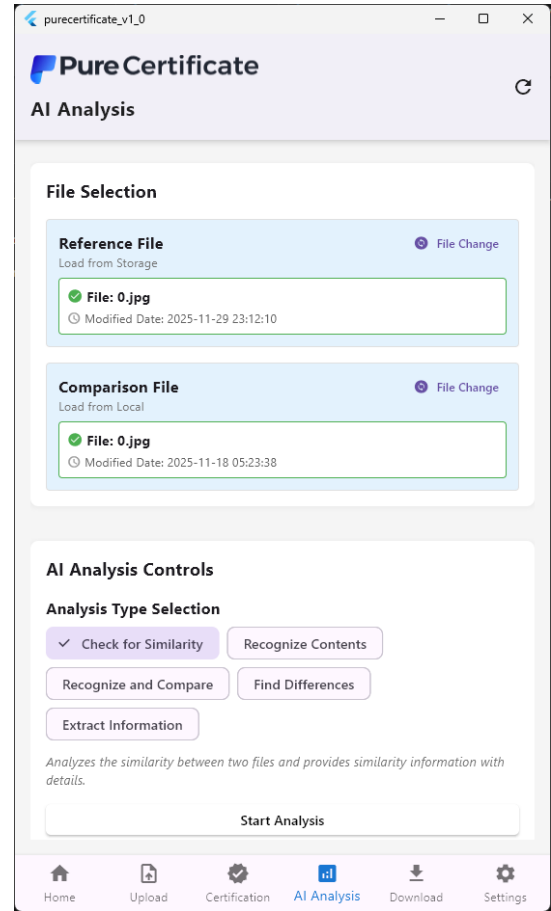 purecertificate_v1_0
Pure Certificate
AI Analysis
File Selection
Reference File
File Change
Load from Storage
File: 0.jpg
Modified Date: 2025-11-29 23:12:10
Comparison File
File Change
Load from Local
File: 0.jpg
Modified Date: 2025-11-18 05:23:38
AI Analysis Controls
Analysis Type Selection
Check for Similarity
Recognize Contents
Recognize and Compare
Find Differences
Extract Information
Analyzes the similarity between two files and provides similarity information with
details.
Start Analysis
Home
Upload
Certification
AI Analysis
Download
Settings